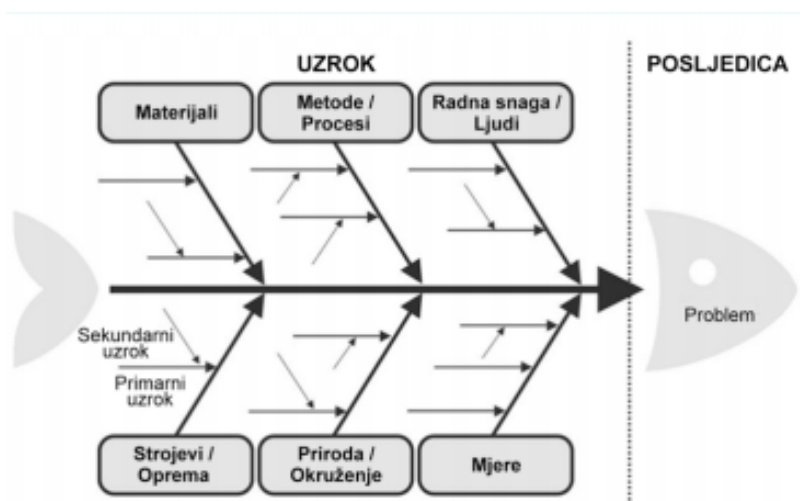 UZROK
POSLJEDICA
Materijali
Metode /
Procesi
Radna snaga /
Ljudi
Problem
Sekundarni
uzrok
Primarni
uzrok
Strojevi /
Oprema
Priroda /
Okruženje
Mjere